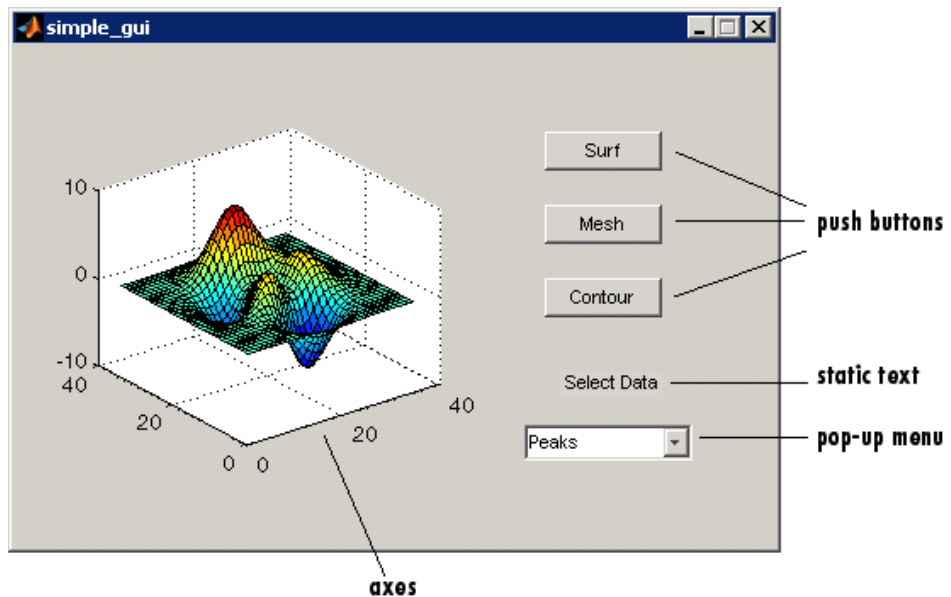 simple_gui
10
0
-10
40
20
0
0
20
40
Surf
Mesh
Contour
Select Data
Peaks
push buttons
static text
pop-up menu
axes